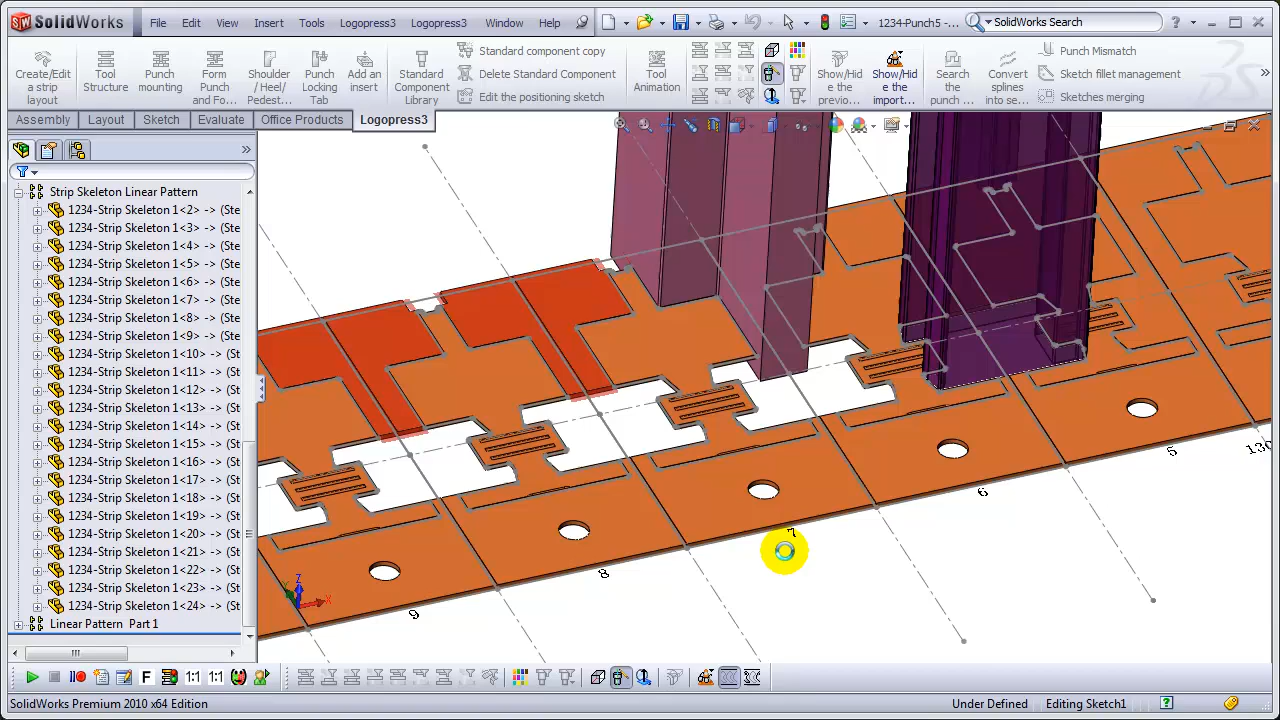 SolidWorks File Edit View Insert Tools Logopress3 Logopress3 Window Help 1234-Punch5 -... SolidWorks Search
Tool Structure
Punch mounting
Form Punch and Fo...
Shoulder / Heel/ Pedest...
Punch Locking Tab
Add an insert
Standard Component Library
Standard component copy
Delete Standard Component
Edit the positioning sketch
Tool Animation
Show/Hid e the previo...
Show/Hid e the import...
Search the punch ...
Convert splines into se...
Punch Mismatch
Sketch fillet management
Sketches merging
Assembly Layout Sketch Evaluate Office Products Logopress3
Strip Skeleton Linear Pattern
1234-Strip Skeleton 1<2> -> (Ste
1234-Strip Skeleton 1<3> -> (Ste
1234-Strip Skeleton 1<4> -> (Ste
1234-Strip Skeleton 1<5> -> (Ste
1234-Strip Skeleton 1<6> -> (Ste
1234-Strip Skeleton 1<7> -> (Ste
1234-Strip Skeleton 1<8> -> (Ste
1234-Strip Skeleton 1<9> -> (Ste
1234-Strip Skeleton 1<10> -> (St
1234-Strip Skeleton 1<11> -> (St
1234-Strip Skeleton 1<12> -> (St
1234-Strip Skeleton 1<13> -> (St
1234-Strip Skeleton 1<14> -> (St
1234-Strip Skeleton 1<15> -> (St
1234-Strip Skeleton 1<16> -> (St
1234-Strip Skeleton 1<17> -> (St
1234-Strip Skeleton 1<18> -> (St
1234-Strip Skeleton 1<19> -> (St
1234-Strip Skeleton 1<20> -> (St
1234-Strip Skeleton 1<21> -> (St
1234-Strip Skeleton 1<22> -> (St
1234-Strip Skeleton 1<23> -> (St
1234-Strip Skeleton 1<24> -> (St
Linear Pattern Part 1
130
5
6
7
8
9
Z
X
F 1:1 1:1
SolidWorks Premium 2010 x64 Edition Under Defined Editing Sketch1